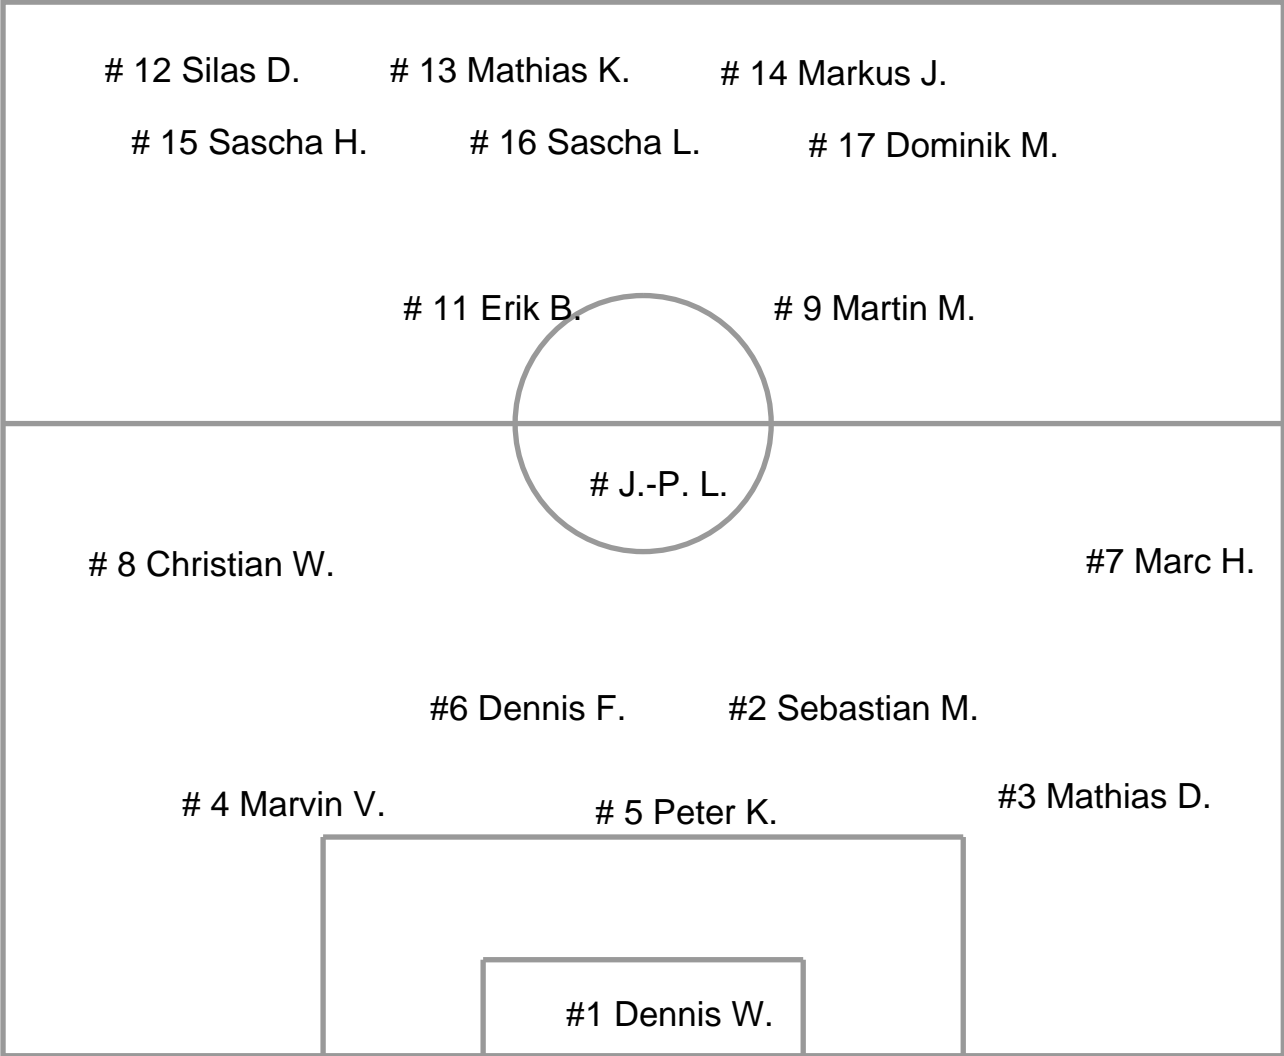 # 12 Silas D. # 13 Mathias K. # 14 Markus J.
# 15 Sascha H. # 16 Sascha L. # 17 Dominik M.
# 11 Erik B. # 9 Martin M.
# J.-P. L.
# 8 Christian W. #7 Marc H.
#6 Dennis F. #2 Sebastian M.
# 4 Marvin V. # 5 Peter K. #3 Mathias D.
#1 Dennis W.